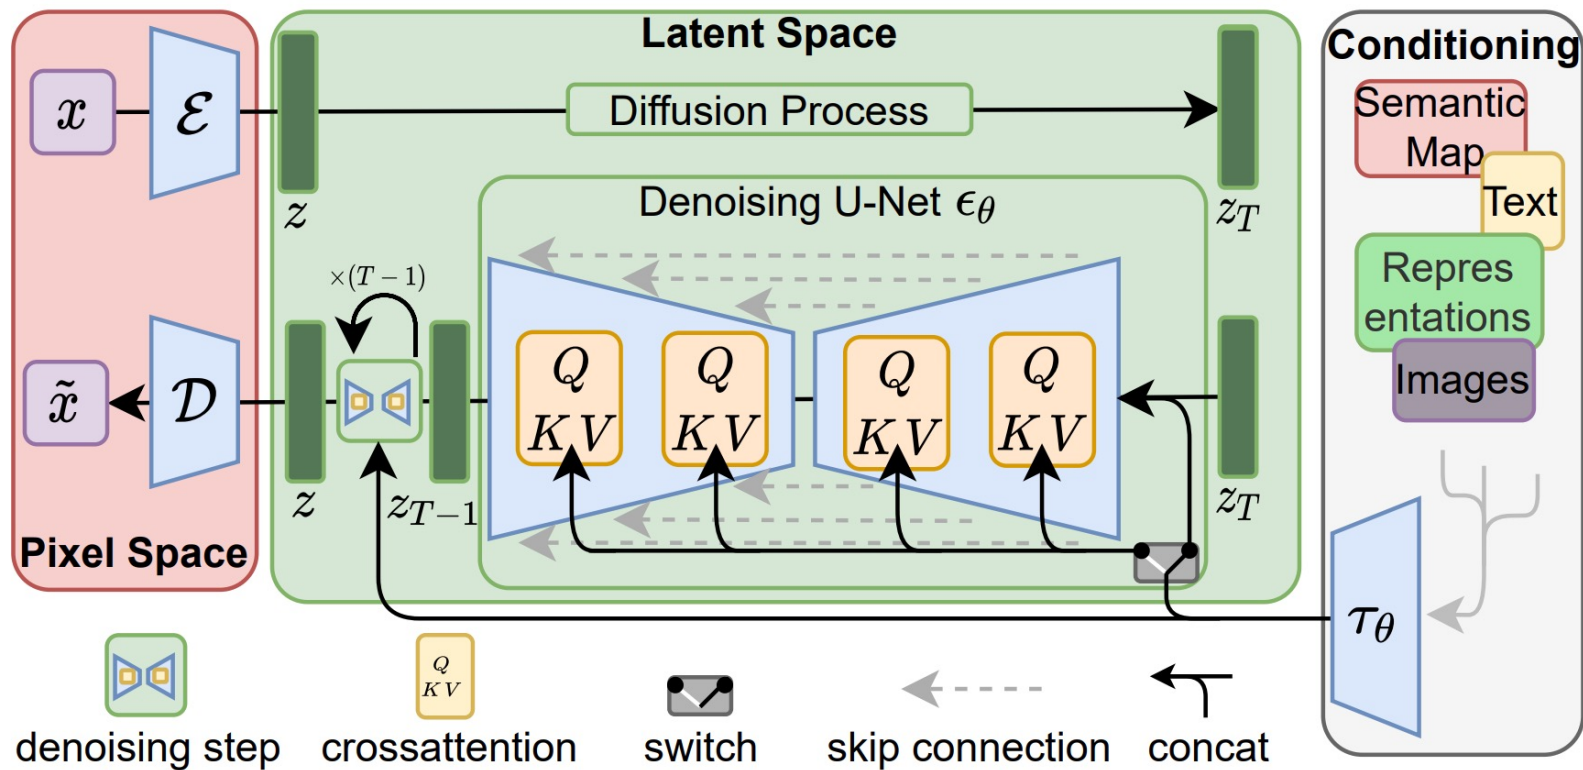 Latent Space
Conditioning
x
ℰ
Diffusion Process
Semantic
Map
Text
z
z_T
Denoising U-Net ϵ_θ
Repres
entations
Images
×(T − 1)
Q
KV
Q
KV
Q
KV
Q
KV
x̃
𝒟
z
z_{T−1}
z_T
Pixel Space
τ_θ
Q
KV
denoising step
crossattention
switch
skip connection
concat